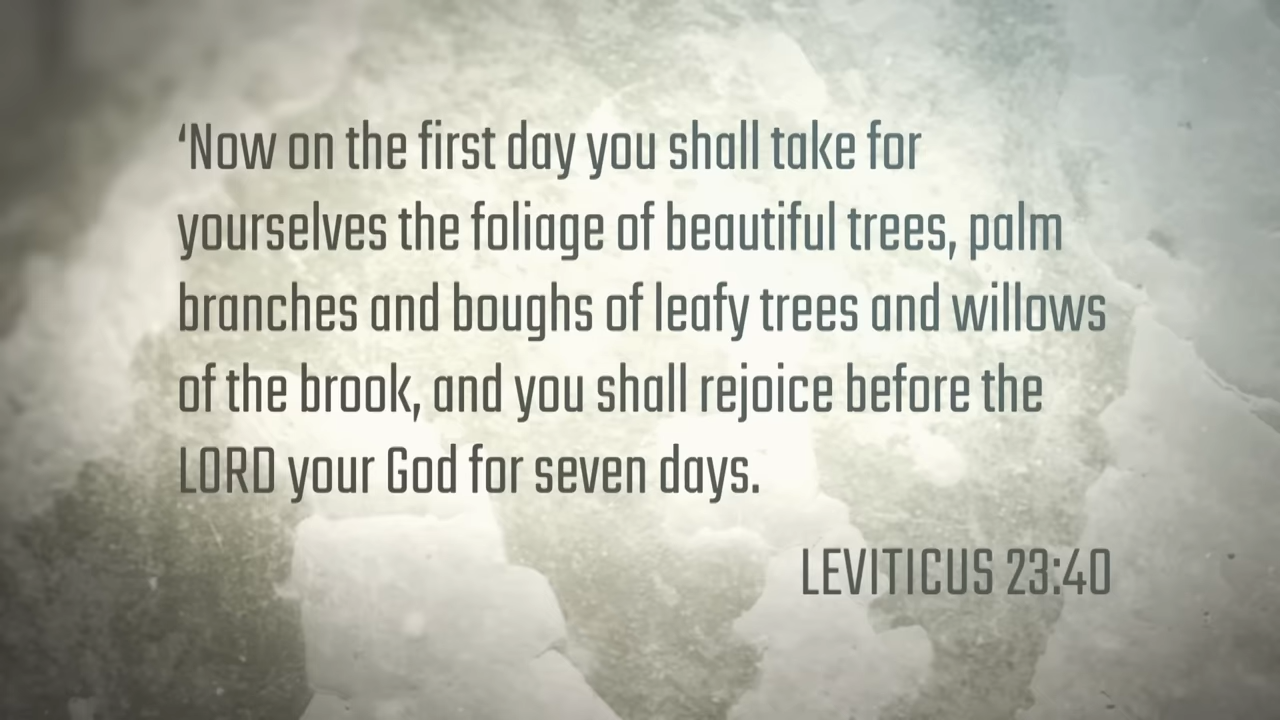 ‘Now on the first day you shall take for
yourselves the foliage of beautiful trees, palm
branches and boughs of leafy trees and willows
of the brook, and you shall rejoice before the
LORD your God for seven days.
LEVITICUS 23:40